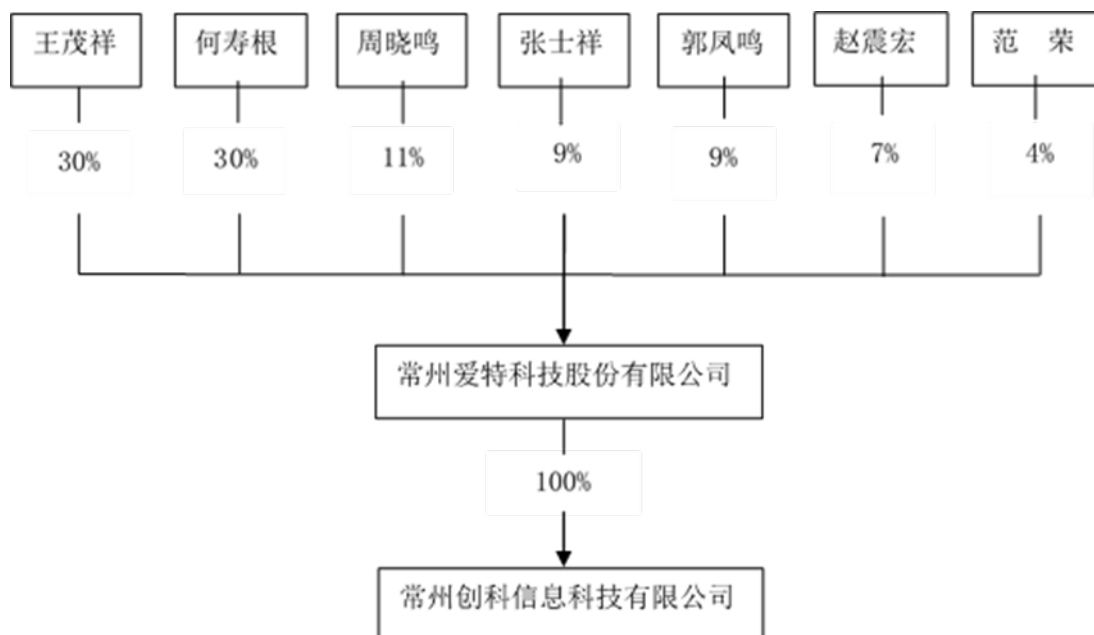 王茂祥 何寿根 周晓鸣 张士祥 郭凤鸣 赵震宏 范 荣
30% 30% 11% 9% 9% 7% 4%
常州爱特科技股份有限公司
100%
常州创科信息科技有限公司